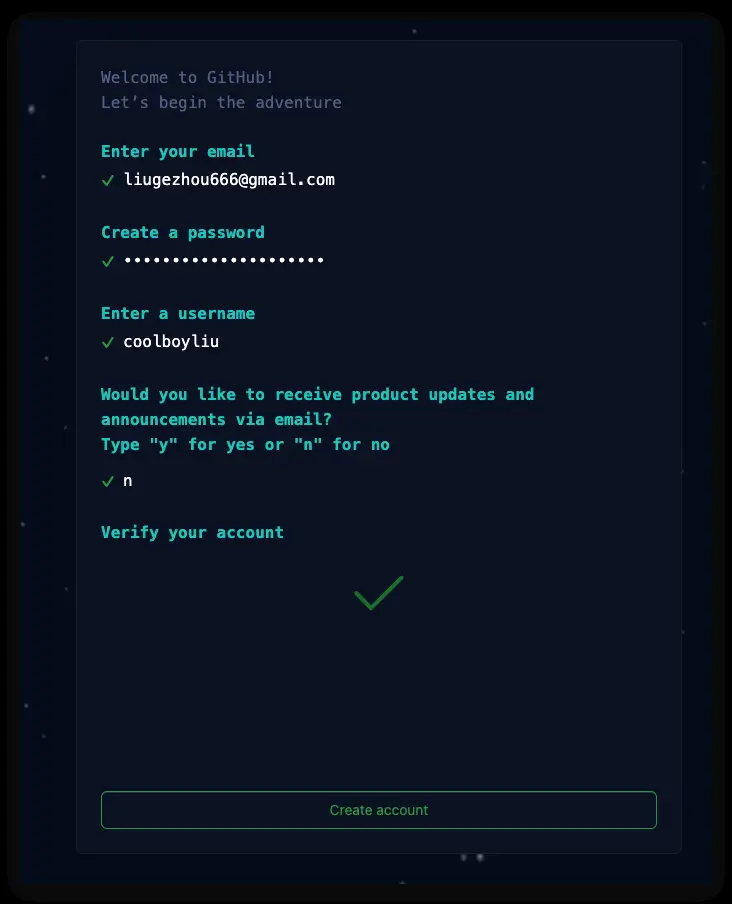 Welcome to GitHub!
Let’s begin the adventure
Enter your email
liugezhou666@gmail.com
Create a password
•••••••••••••••••••••
Enter a username
coolboyliu
Would you like to receive product updates and
announcements via email?
Type "y" for yes or "n" for no
n
Verify your account
Create account